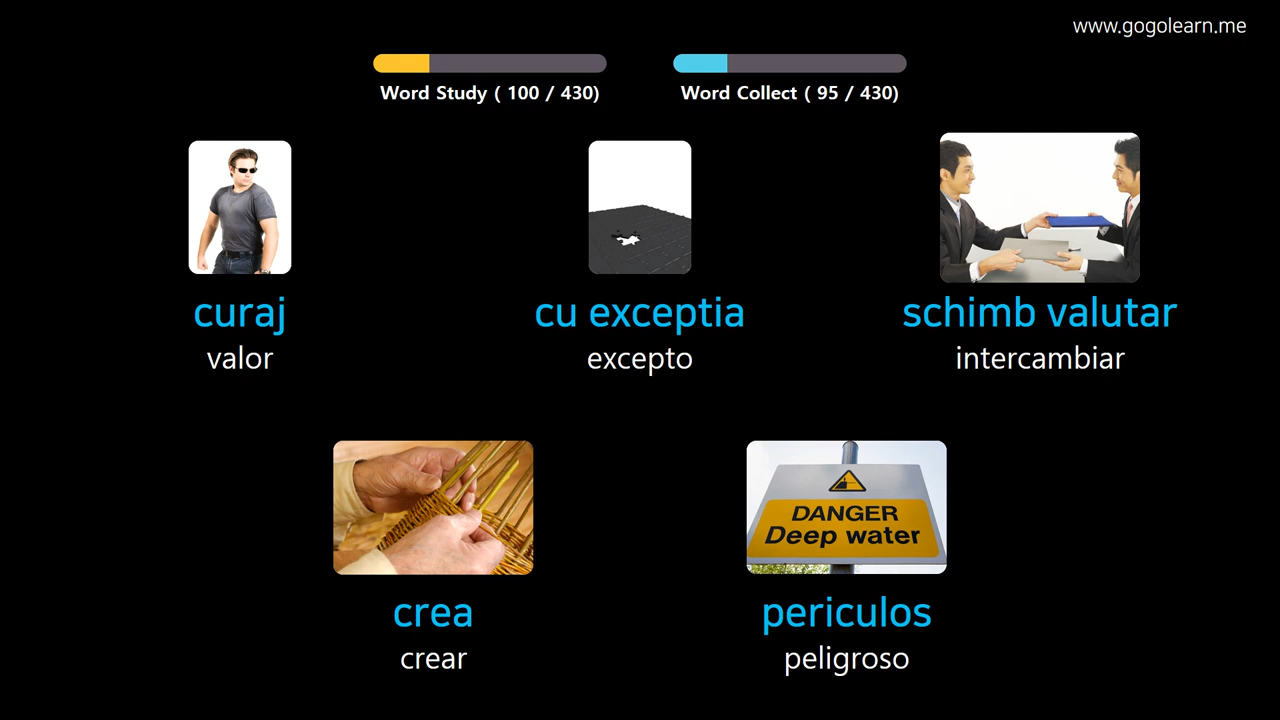 www.gogolearn.me
Word Study ( 100 / 430)
Word Collect ( 95 / 430)
curaj
valor
cu exceptia
excepto
schimb valutar
intercambiar
DANGER
Deep water
crea
crear
periculos
peligroso